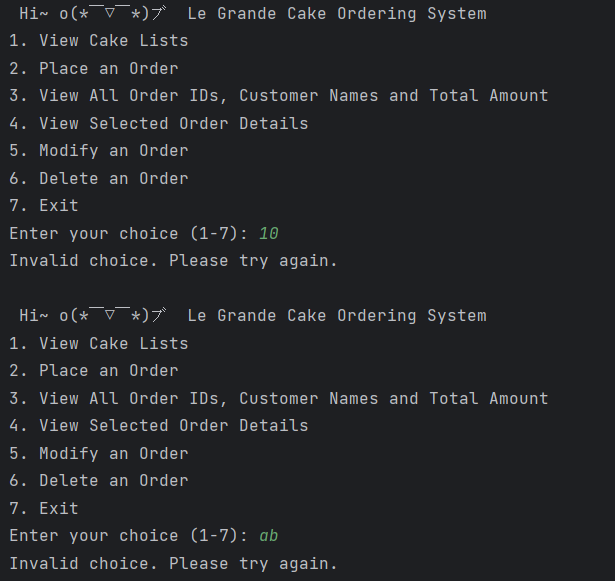 Hi~ o(*￣▽￣*)ブ  Le Grande Cake Ordering System
1. View Cake Lists
2. Place an Order
3. View All Order IDs, Customer Names and Total Amount
4. View Selected Order Details
5. Modify an Order
6. Delete an Order
7. Exit
Enter your choice (1-7): 10
Invalid choice. Please try again.
Hi~ o(*￣▽￣*)ブ  Le Grande Cake Ordering System
1. View Cake Lists
2. Place an Order
3. View All Order IDs, Customer Names and Total Amount
4. View Selected Order Details
5. Modify an Order
6. Delete an Order
7. Exit
Enter your choice (1-7): ab
Invalid choice. Please try again.